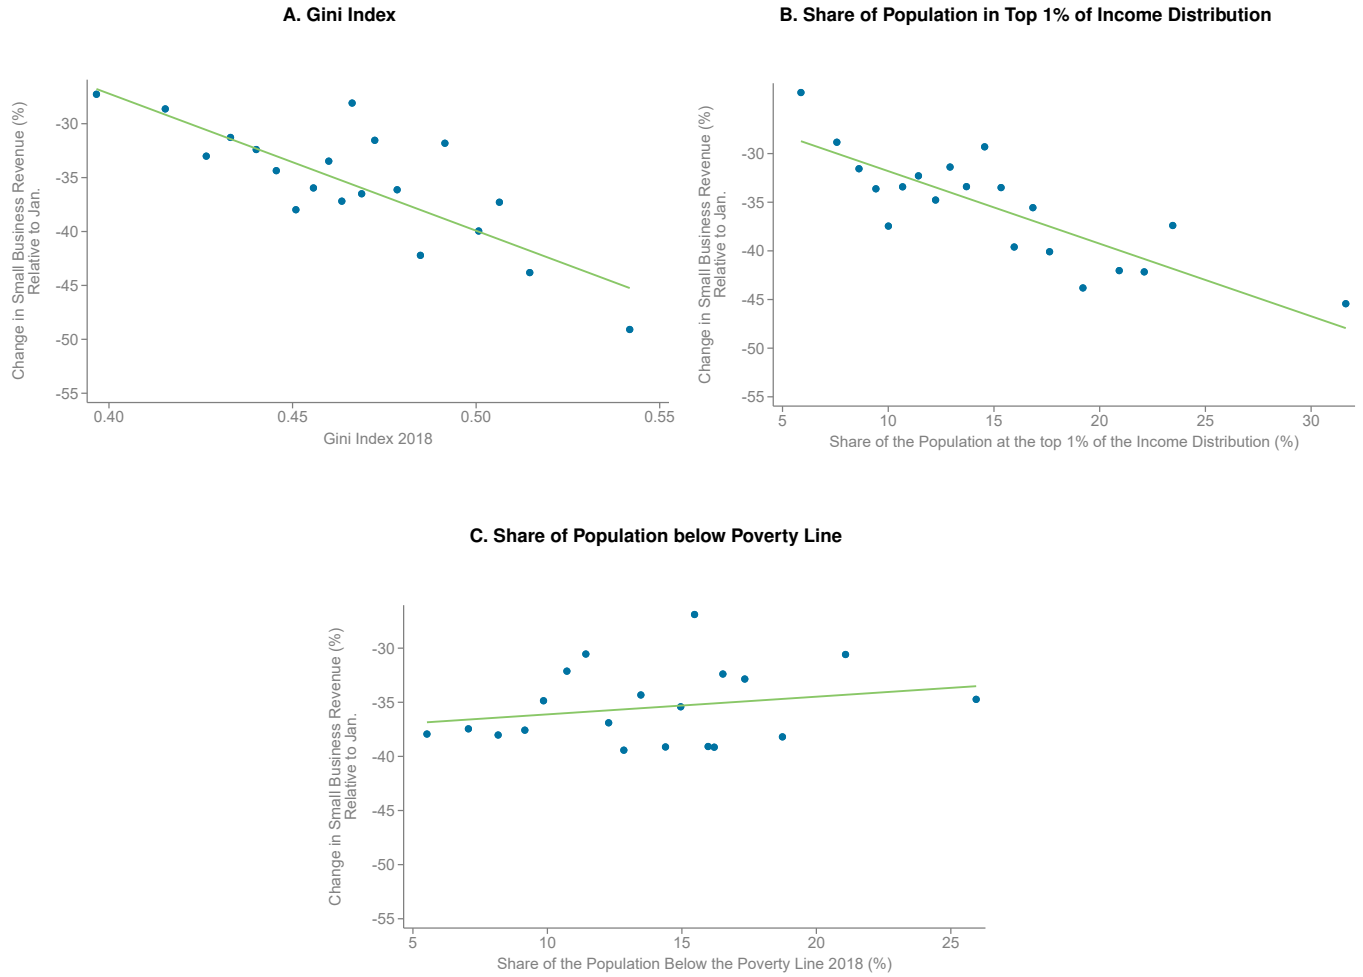 A. Gini Index
Change in Small Business Revenue (%)
Relative to Jan.
-30
-35
-40
-45
-50
-55
0.40
0.45
0.50
0.55
Gini Index 2018
B. Share of Population in Top 1% of Income Distribution
Change in Small Business Revenue (%)
Relative to Jan.
-30
-35
-40
-45
-50
-55
5
10
15
20
25
30
Share of the Population at the top 1% of the Income Distribution (%)
C. Share of Population below Poverty Line
Change in Small Business Revenue (%)
Relative to Jan.
-30
-35
-40
-45
-50
-55
5
10
15
20
25
Share of the Population Below the Poverty Line 2018 (%)